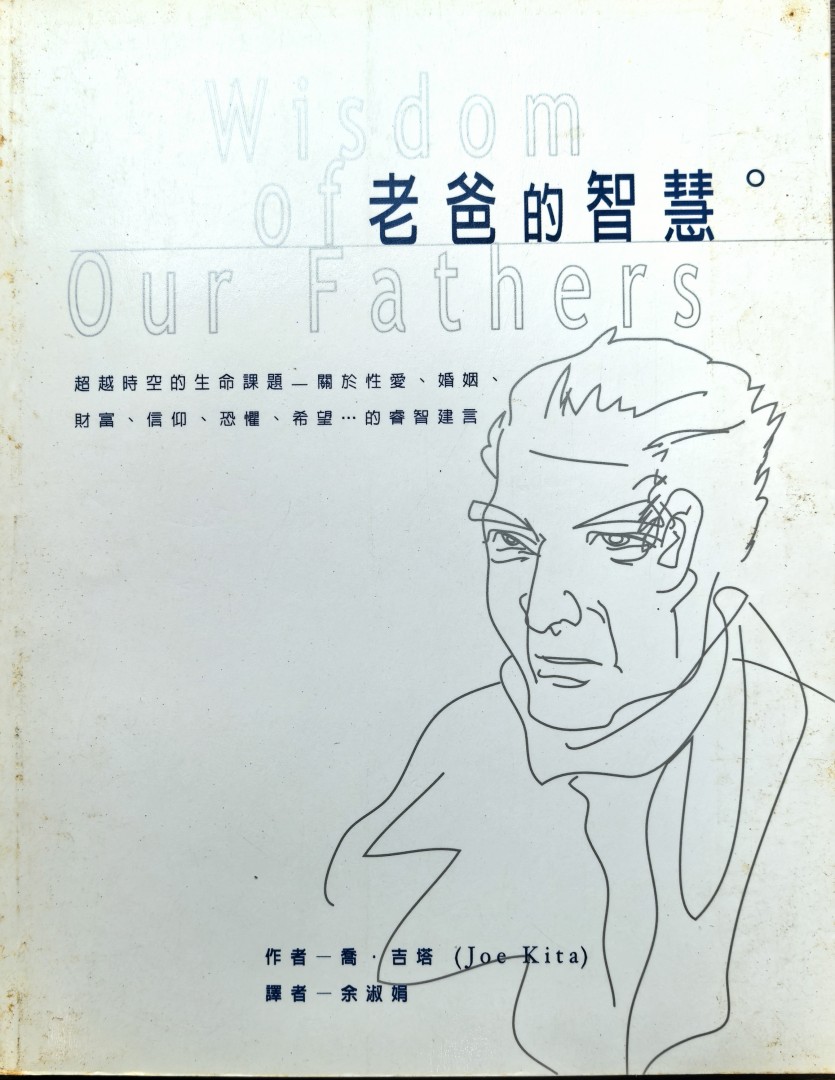 Wisdom
of
老爸的智慧。
Our Fathers
超越時空的生命課題—關於性愛、婚姻、
財富、信仰、恐懼、希望…的睿智建言
作者—喬·吉塔 (Joe Kita)
譯者—余淑娟